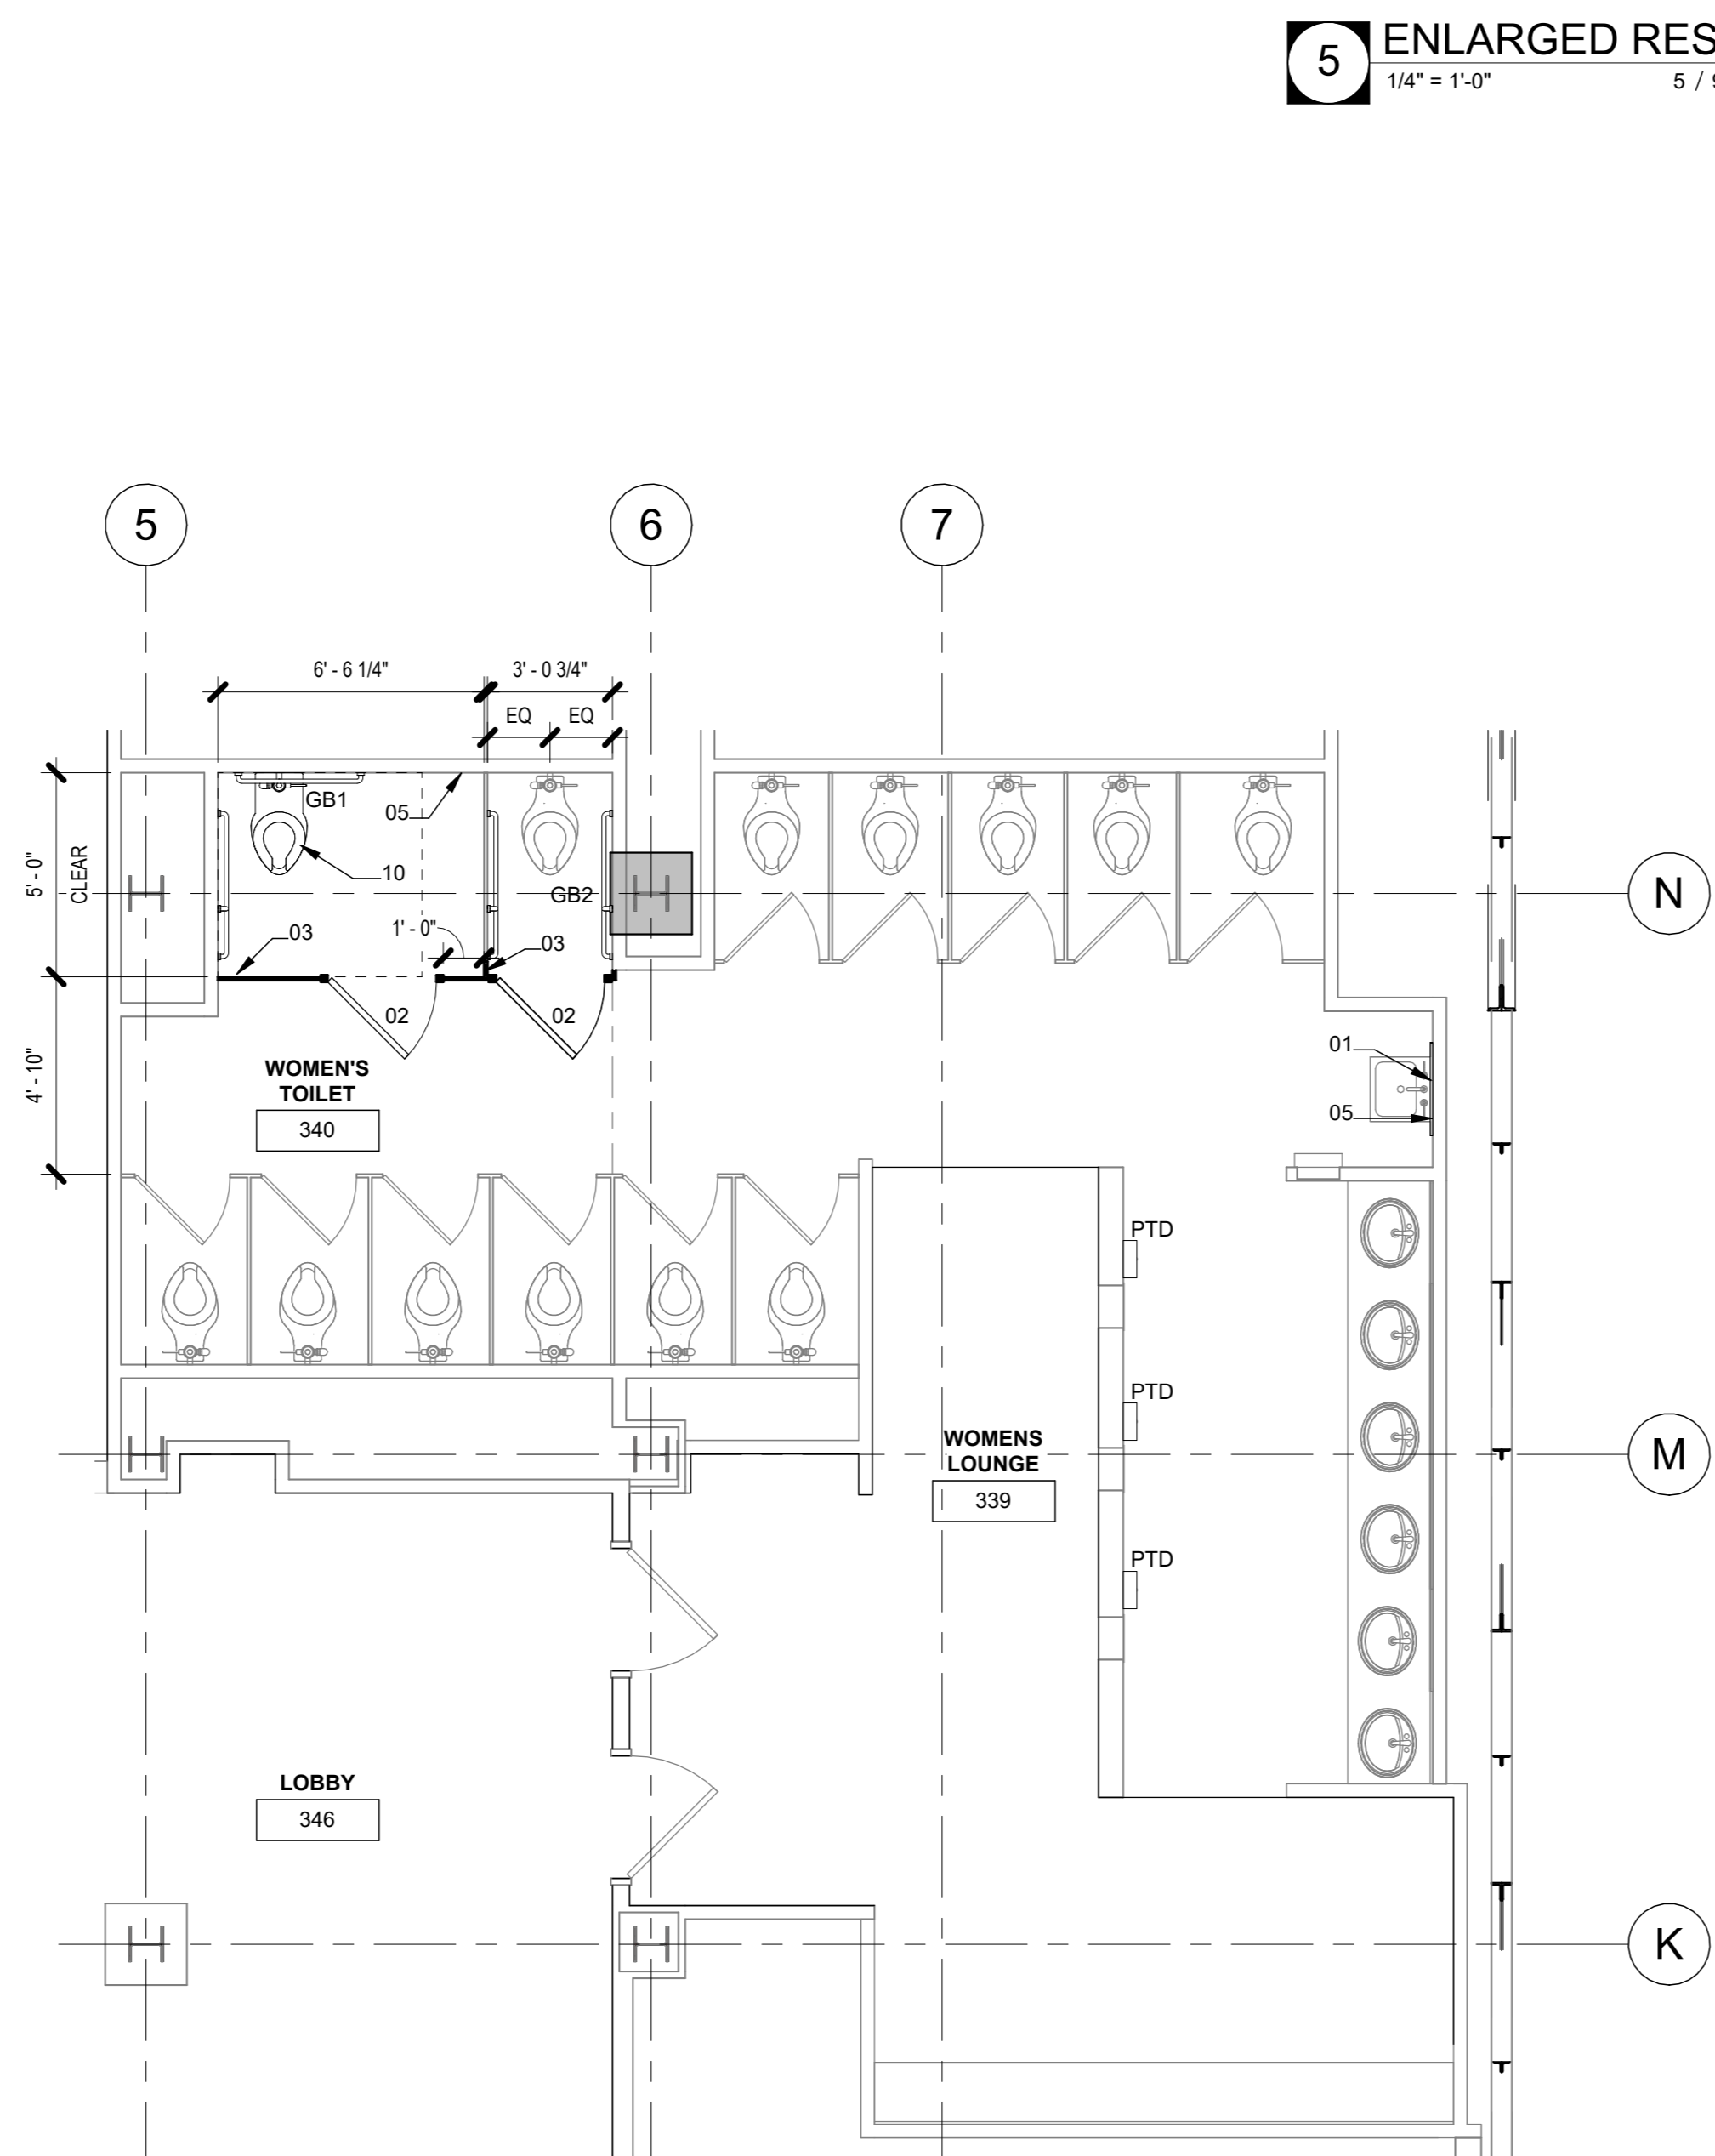 5
ENLARGED RES
1/4" = 1'-0"
5 /
5
6
7
6' - 6 1/4"
3' - 0 3/4"
EQ
EQ
GB1
05
5' - 0"
CLEAR
10
GB2
N
1' - 0"
03
03
02
02
4' - 10"
01
05
WOMEN'S
TOILET
340
PTD
PTD
WOMENS
LOUNGE
339
M
PTD
LOBBY
346
K